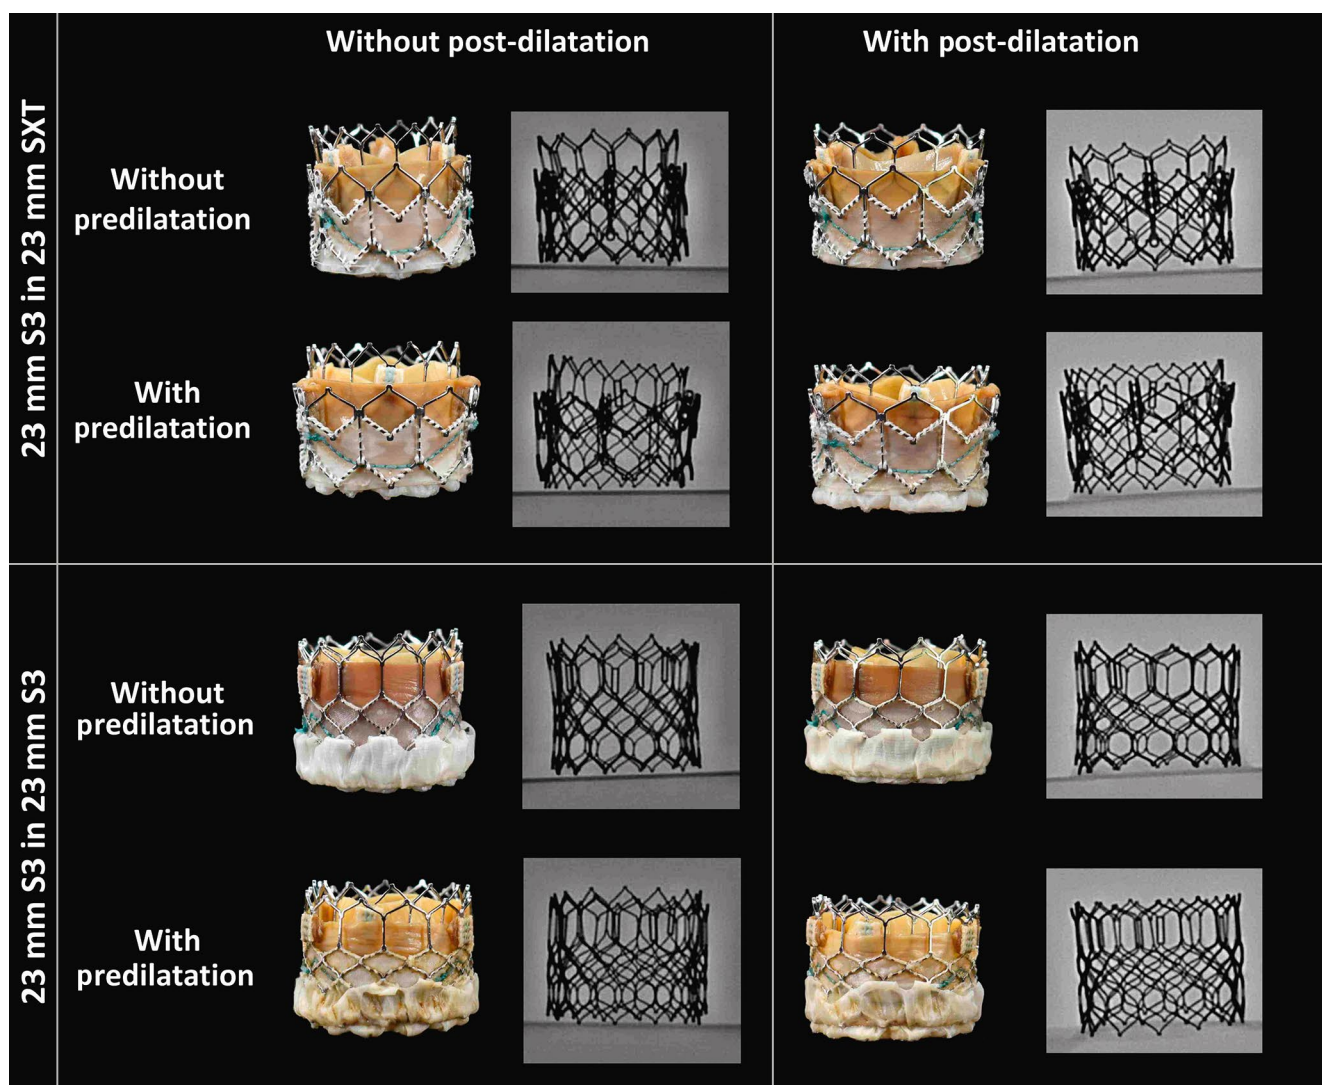 Without post-dilatation
With post-dilatation
23 mm S3 in 23 mm SXT
Without
predilatation
With
predilatation
23 mm S3 in 23 mm S3
Without
predilatation
With
predilatation